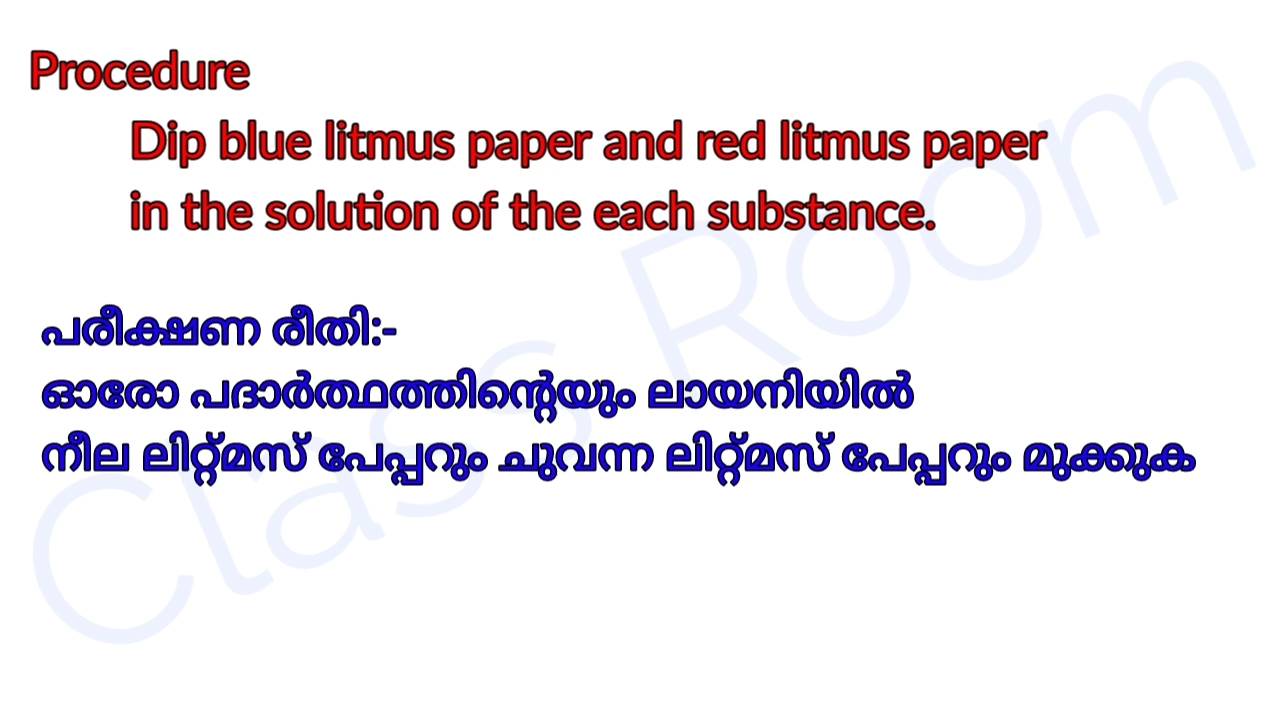 Procedure
Dip blue litmus paper and red litmus paper
in the solution of the each substance.
പരീക്ഷണ രീതി:-
ഓരോ പദാർത്ഥത്തിന്റെയും ലായനിയിൽ
നീല ലിറ്റ്മസ് പേപ്പറും ചുവന്ന ലിറ്റ്മസ് പേപ്പറും മുക്കുക
Class Room